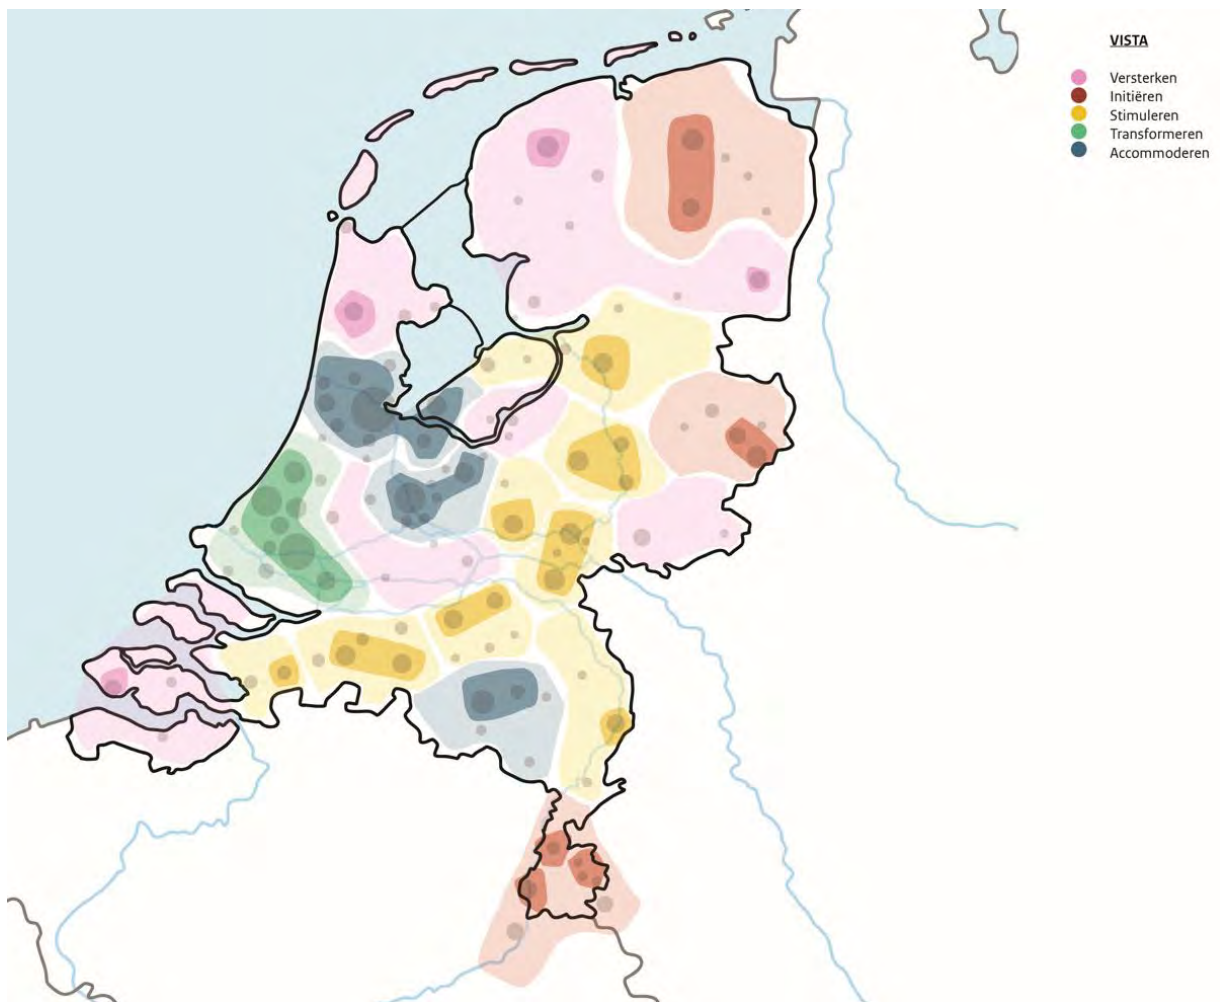 VISTA
Versterken
Initiëren
Stimuleren
Transformeren
Accommoderen